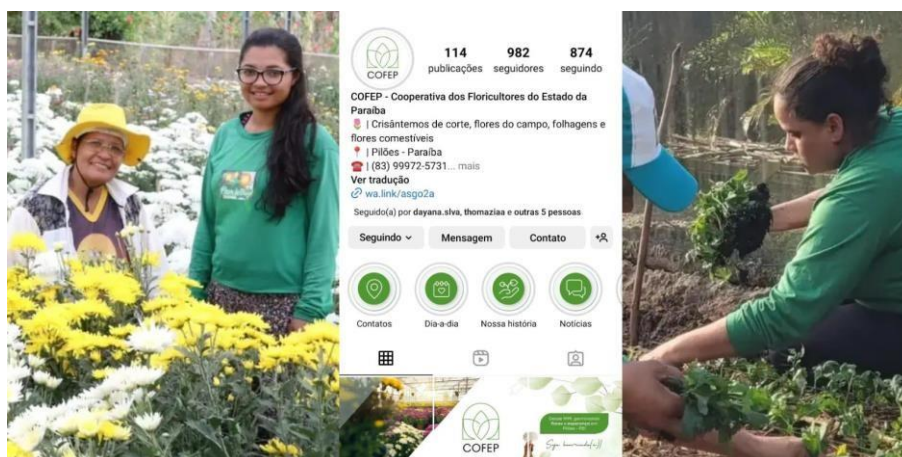 COFEP
114
publicações
982
seguidores
874
seguindo
COFEP - Cooperativa dos Floricultores do Estado da
Paraíba
| Crisântemos de corte, flores do campo, folhagens e
flores comestíveis
| Pilões - Paraíba
| (83) 99972-5731... mais
Ver tradução
wa.link/asgo2a
Seguido(a) por dayana.slva, thomaziaa e outras 5 pessoas
Seguindo
Mensagem
Contato
Contatos
Dia-a-dia
Nossa história
Notícias
COFEP